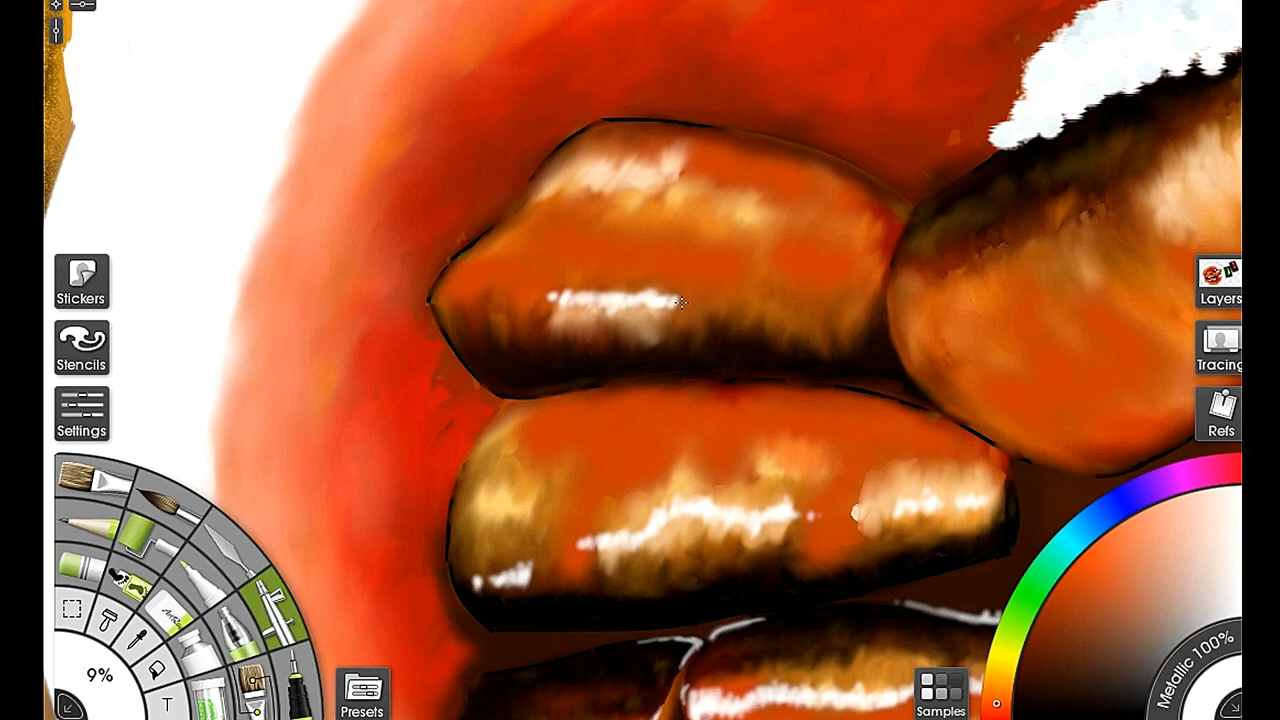 Stickers
Stencils
Settings
Layers
Tracing
Refs
9%
T
Presets
Samples
Metallic 100%